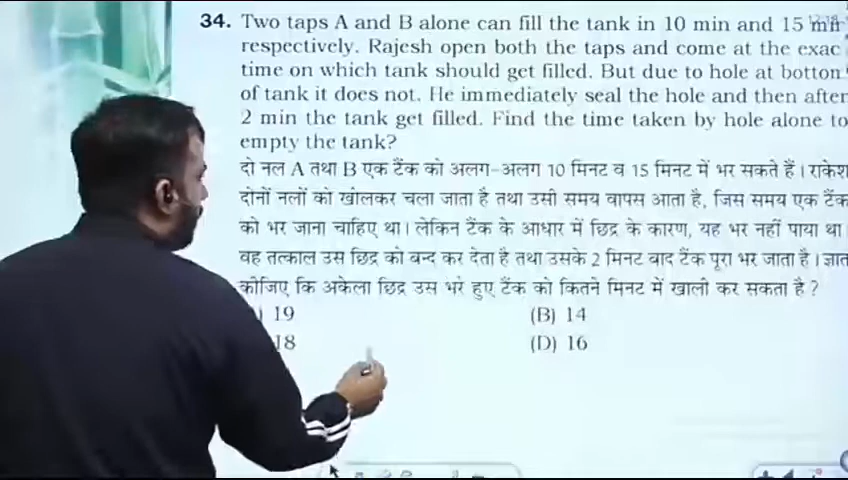 34. Two taps A and B alone can fill the tank in 10 min and 15 min
respectively. Rajesh open both the taps and come at the exac
time on which tank should get filled. But due to hole at botton
of tank it does not. He immediately seal the hole and then after
2 min the tank get filled. Find the time taken by hole alone to
empty the tank?
दो नल A तथा B एक टैंक को अलग-अलग 10 मिनट व 15 मिनट में भर सकते हैं। राकेश
दोनों नलों को खोलकर चला जाता है तथा उसी समय वापस आता है, जिस समय एक टैंक
को भर जाना चाहिए था। लेकिन टैंक के आधार में छिद्र के कारण, यह भर नहीं पाया था
वह तत्काल उस छिद्र को बन्द कर देता है तथा उसके 2 मिनट बाद टैंक पूरा भर जाता है। ज्ञात
कीजिए कि अकेला छिद्र उस भरे हुए टैंक को कितने मिनट में खाली कर सकता है?
) 19 (B) 14
18 (D) 16